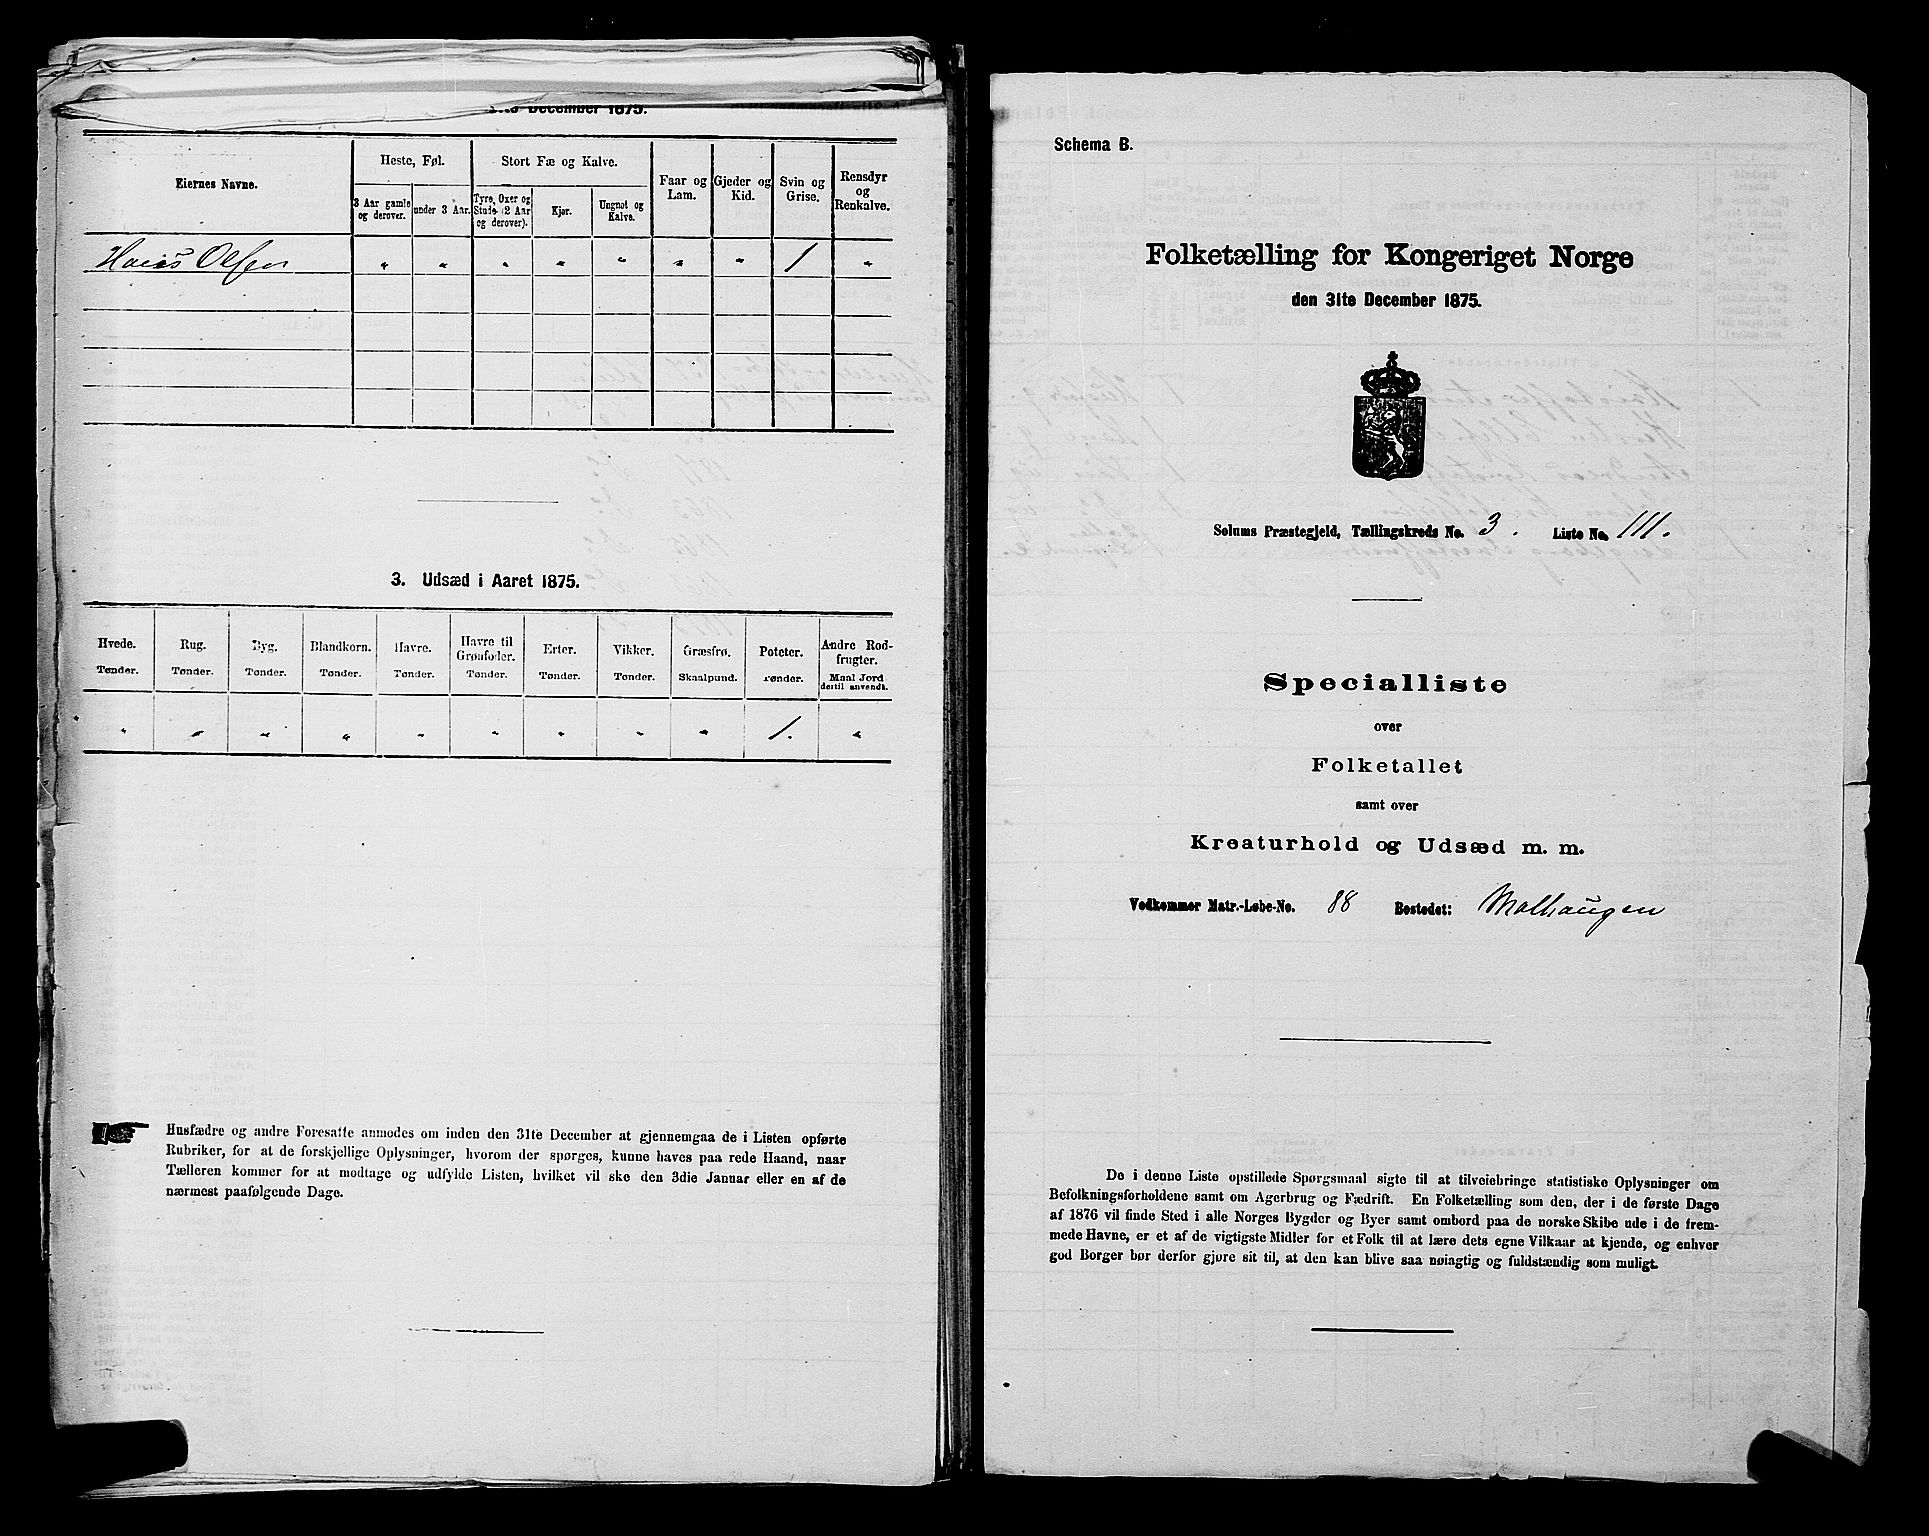 December 1875.
Eiernes Navne.
Heste, Føl.
Stort Fæ og Kalve.
Faar og
Lam.
Gjeder og
Kid.
Svin og
Grise.
Rensdyr
og
Renkalve.
3 Aar gamle
og derover.
under 3 Aar.
Tyre, Oxer og
Stude (2 Aar
og derover).
Kjør.
Ungnøt og
Kalve.
Olsen " " " " " " " 1 "
3. Udsæd i Aaret 1875.
Hvede.
Tønder.
Rug.
Tønder.
Byg.
Tønder.
Blandkorn.
Tønder.
Havre.
Tønder.
Havre til
Grønfoder.
Tønder.
Erter.
Tønder.
Vikker.
Tønder.
Græsfrø.
Skaalpund.
Poteter.
Tønder.
Andre Rod-
frugter.
Maal Jord
dertil anvendt.
" " " " " " " " " 1. "
Husfædre og andre Foresatte anmodes om inden den 31te December at gjennemgaa de i Listen opførte
Rubriker, for at de forskjellige Oplysninger, hvorom der spørges, kunne haves paa rede Haand, naar
Tælleren kommer for at modtage og udfylde Listen, hvilket vil ske den 3die Januar eller en af de
nærmest paafølgende Dage.
Schema B.
Folketælling for Kongeriget Norge
den 31te December 1875.
Solums Præstegjeld, Tællingskreds No. 3. Liste No. 111.
Specialliste
over
Folketallet
samt over
Kreaturhold og Udsæd m. m.
Vedkommer Matr.-Løbe-No. 88 Bostedet: Molhaugen
De i denne Liste opstillede Spørgsmaal sigte til at tilveiebringe statistiske Oplysninger om
Befolkningsforholdene samt om Agerbrug og Fædrift. En Folketælling som den, der i de første Dage
af 1876 vil finde Sted i alle Norges Bygder og Byer samt ombord paa de norske Skibe ude i de frem-
mede Havne, er et af de vigtigste Midler for et Folk til at lære dets egne Vilkaar at kjende, og enhver
god Borger bør derfor gjøre sit til, at den kan blive saa nøiagtig og fuldstændig som muligt.